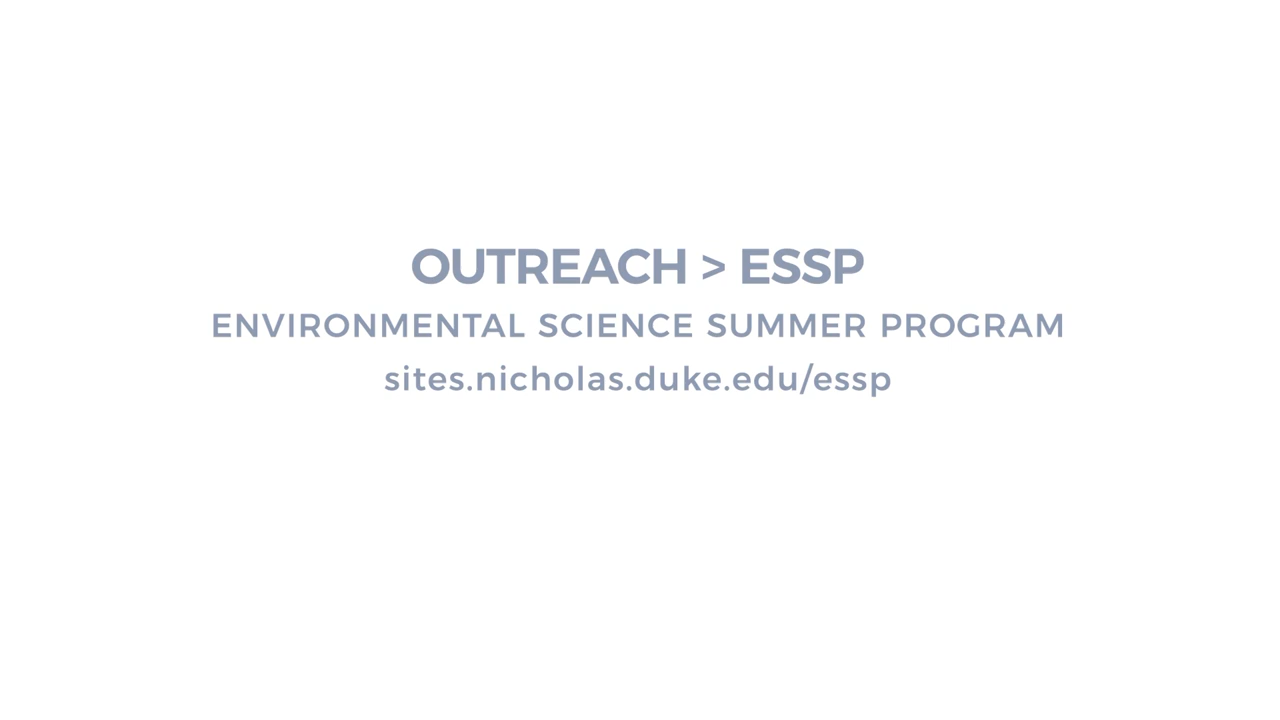 OUTREACH > ESSP
ENVIRONMENTAL SCIENCE SUMMER PROGRAM
sites.nicholas.duke.edu/essp